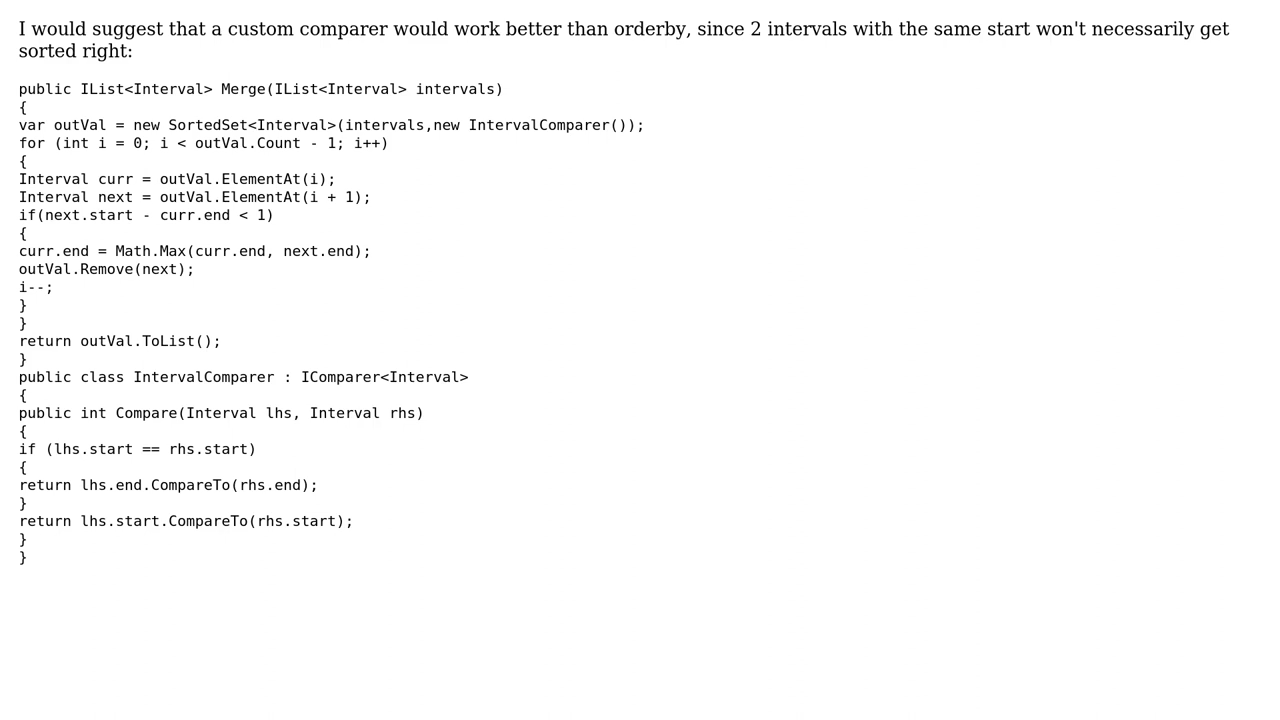 I would suggest that a custom comparer would work better than orderby, since 2 intervals with the same start won't necessarily get
sorted right:
public IList<Interval> Merge(IList<Interval> intervals)
{
var outVal = new SortedSet<Interval>(intervals,new IntervalComparer());
for (int i = 0; i < outVal.Count - 1; i++)
{
Interval curr = outVal.ElementAt(i);
Interval next = outVal.ElementAt(i + 1);
if(next.start - curr.end < 1)
{
curr.end = Math.Max(curr.end, next.end);
outVal.Remove(next);
i--;
}
}
return outVal.ToList();
}
public class IntervalComparer : IComparer<Interval>
{
public int Compare(Interval lhs, Interval rhs)
{
if (lhs.start == rhs.start)
{
return lhs.end.CompareTo(rhs.end);
}
return lhs.start.CompareTo(rhs.start);
}
}